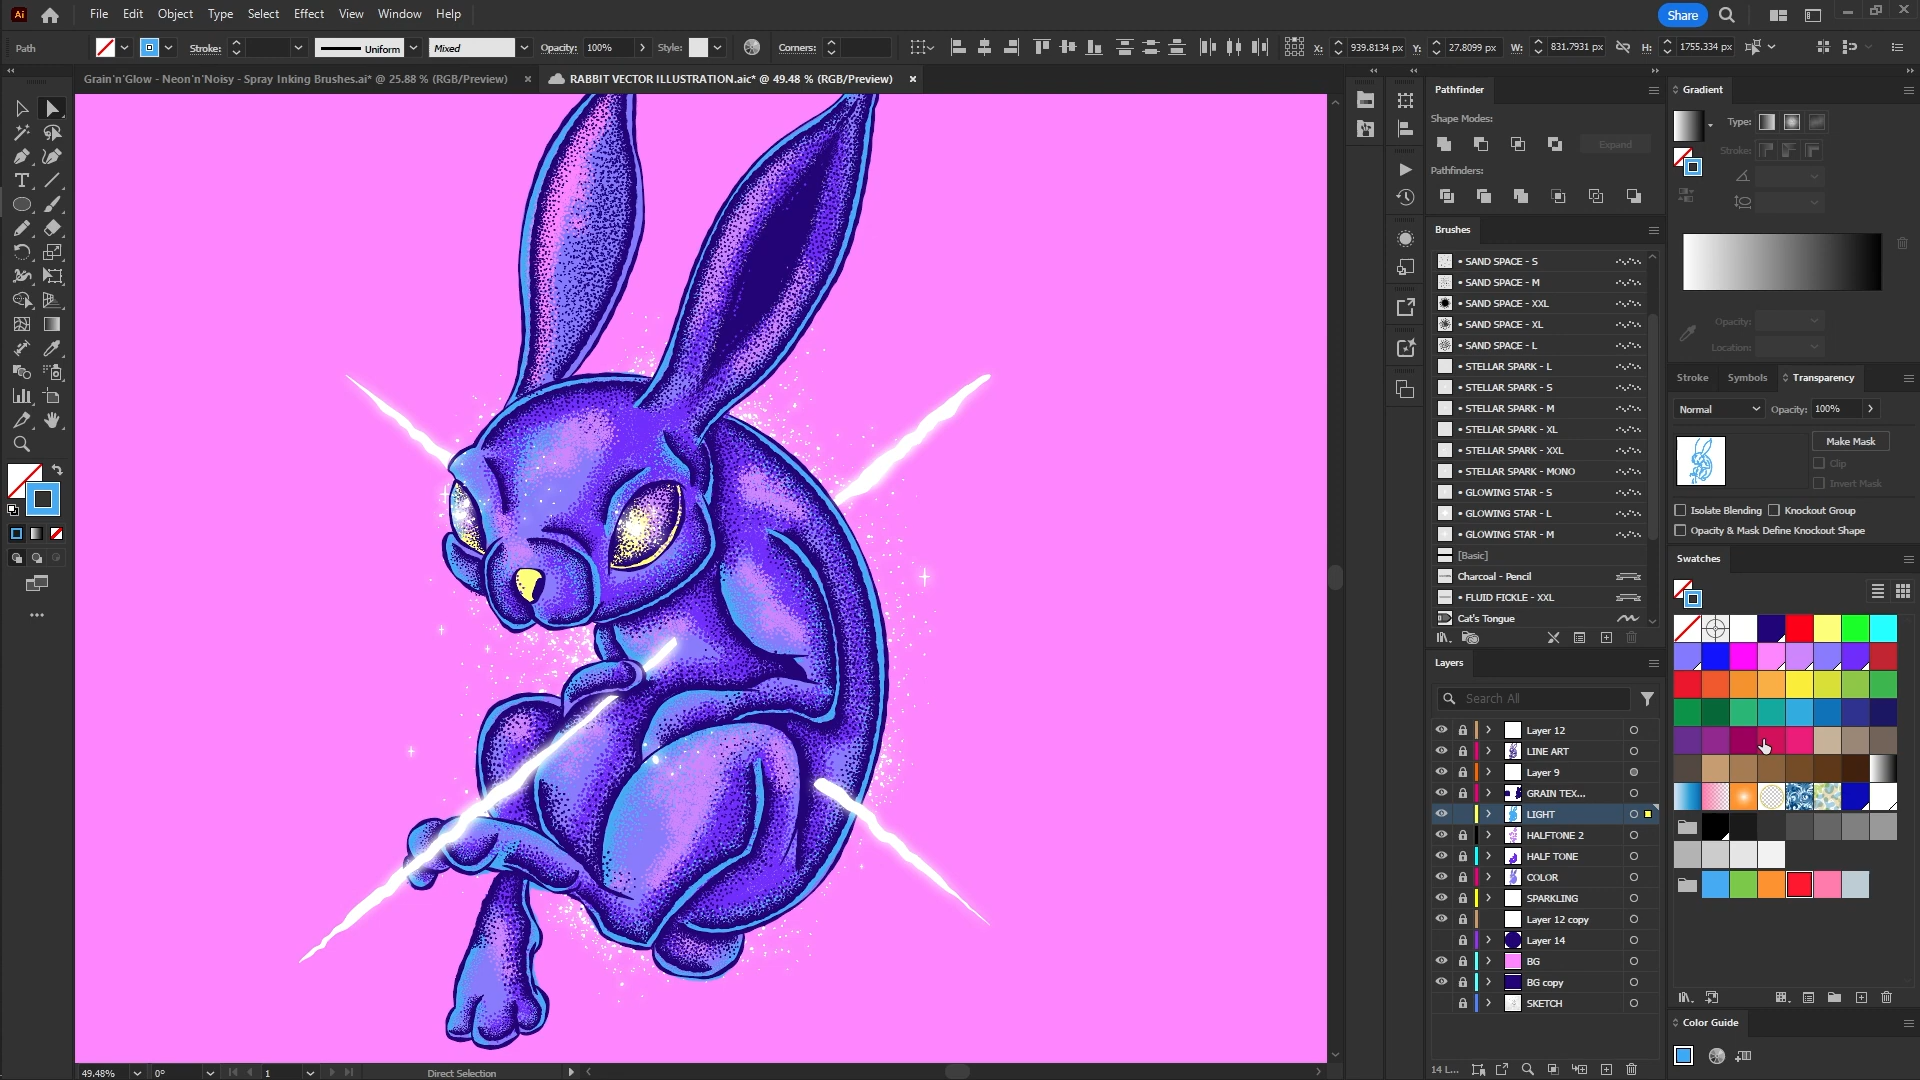 Ai File Edit Object Type Select Effect View Window Help Share
Path Stroke: Uniform Mixed Opacity: 100% Style: Corners: X: 939.8134 px Y: 27.8099 px W: 831.7931 px H: 1755.334 px
Grain'n'Glow - Neon'n'Noisy - Spray Inking Brushes.ai* @ 25.88 % (RGB/Preview) × RABBIT VECTOR ILLUSTRATION.aic* @ 49.48 % (RGB/Preview) ×
Pathfinder
Shape Modes:
Expand
Pathfinders:
Brushes
• SAND SPACE - S
• SAND SPACE - M
• SAND SPACE - XXL
• SAND SPACE - XL
• SAND SPACE - L
• STELLAR SPARK - L
• STELLAR SPARK - S
• STELLAR SPARK - M
• STELLAR SPARK - XL
• STELLAR SPARK - XXL
• STELLAR SPARK - MONO
• GLOWING STAR - S
• GLOWING STAR - L
• GLOWING STAR - M
[Basic]
Charcoal - Pencil
• FLUID FICKLE - XXL
Cat's Tongue
Layers
Search All
Layer 12
LINE ART
Layer 9
GRAIN TEX...
LIGHT
HALFTONE 2
HALF TONE
COLOR
SPARKLING
Layer 12 copy
Layer 14
BG
BG copy
SKETCH
14 L...
Gradient
Type:
Stroke:
Opacity:
Location:
Stroke Symbols Transparency
Normal Opacity: 100%
Make Mask
Clip
Invert Mask
Isolate Blending Knockout Group
Opacity & Mask Define Knockout Shape
Swatches
Color Guide
49.48% 0° 1 Direct Selection